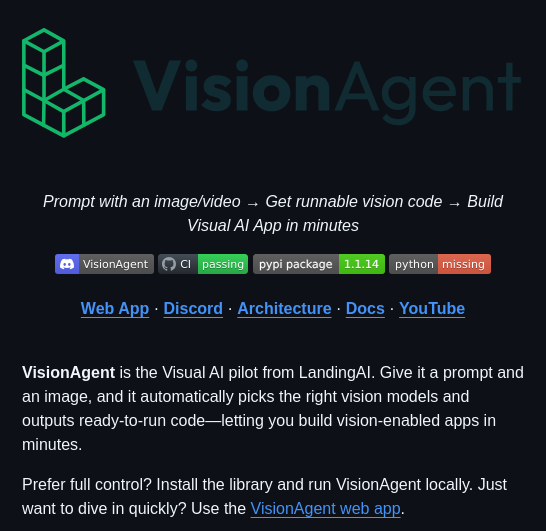 VisionAgent
Prompt with an image/video → Get runnable vision code → Build
Visual AI App in minutes
VisionAgent CI passing pypi package 1.1.14 python missing
Web App · Discord · Architecture · Docs · YouTube
VisionAgent is the Visual AI pilot from LandingAI. Give it a prompt and
an image, and it automatically picks the right vision models and
outputs ready-to-run code—letting you build vision-enabled apps in
minutes.
Prefer full control? Install the library and run VisionAgent locally. Just
want to dive in quickly? Use the VisionAgent web app.